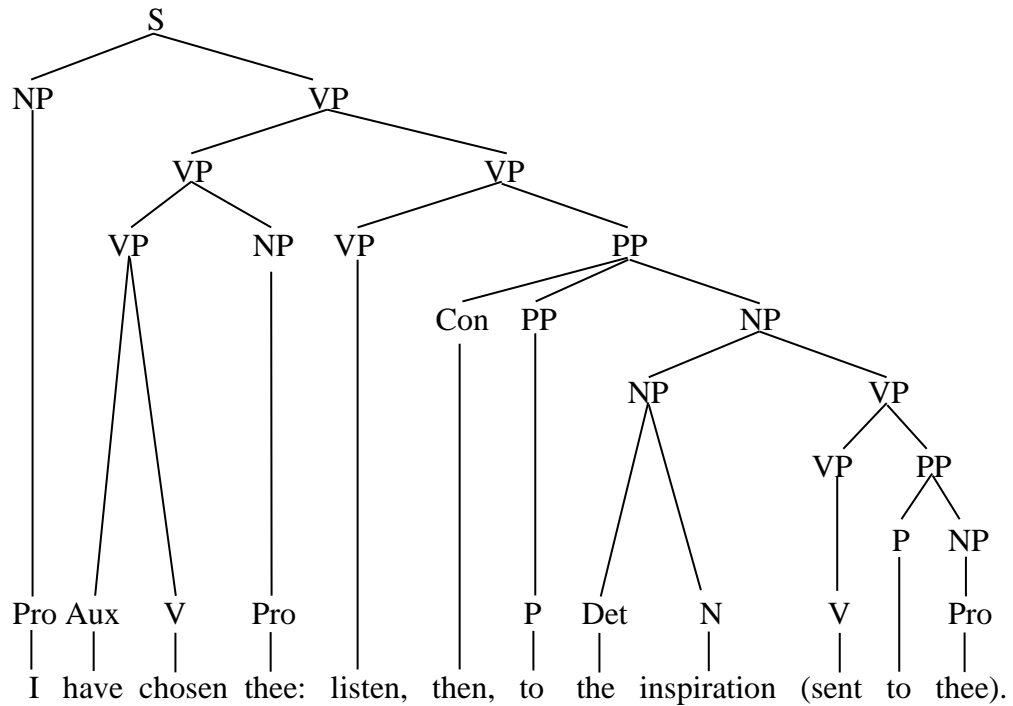 S
NP VP
VP VP
VP NP VP PP
Con PP NP
NP VP
VP PP
P NP
Pro Aux V Pro P Det N V Pro
I have chosen thee: listen, then, to the inspiration (sent to thee).